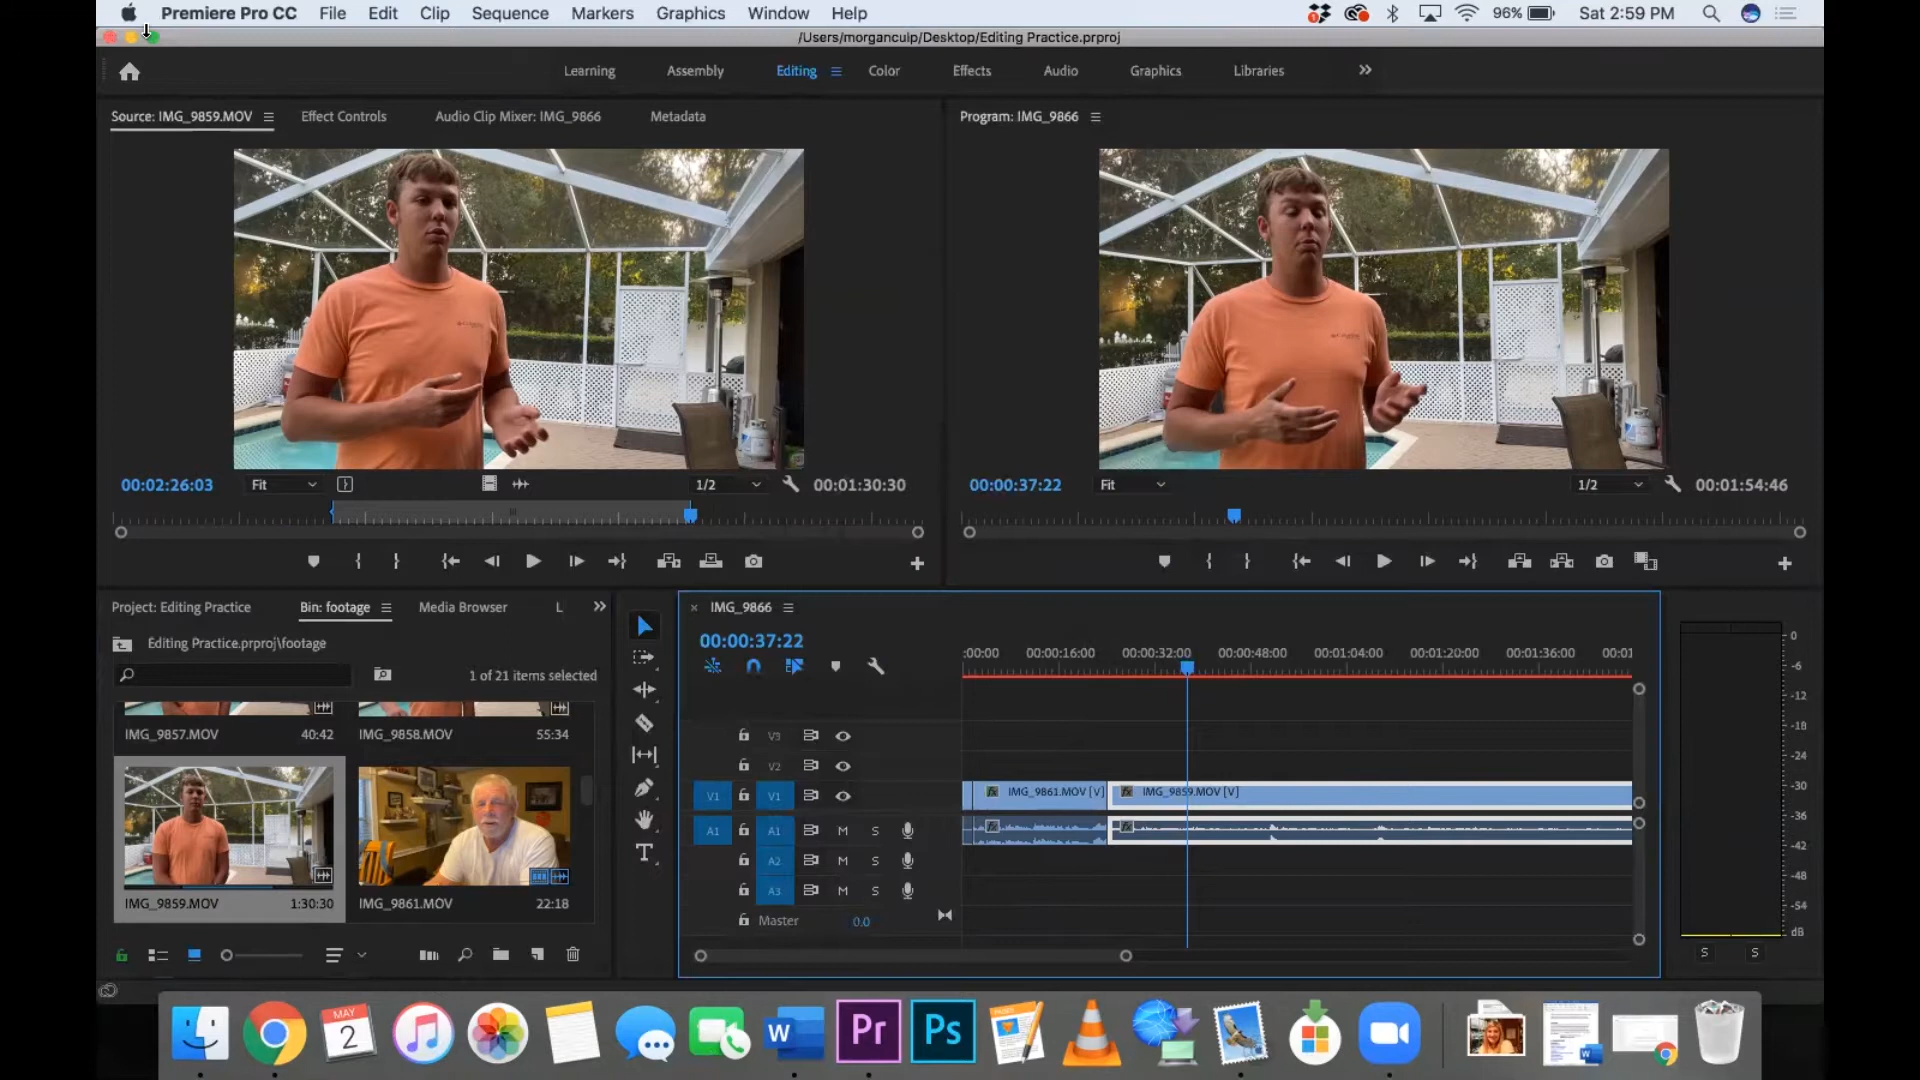 Premiere Pro CC File Edit Clip Sequence Markers Graphics Window Help 1 96% Sat 2:59 PM
/Users/morganculp/Desktop/Editing Practice.prproj
Learning Assembly Editing Color Effects Audio Graphics Libraries
Source: IMG_9859.MOV Effect Controls Audio Clip Mixer: IMG_9866 Metadata
Program: IMG_9866
00:02:26:03 Fit 1/2 00:01:30:30
00:00:37:22 Fit 1/2 00:01:54:46
Project: Editing Practice Bin: footage Media Browser L
Editing Practice.prproj\footage
1 of 21 items selected
IMG_9857.MOV 40:42
IMG_9858.MOV 55:34
IMG_9859.MOV 1:30:30
IMG_9861.MOV 22:18
IMG_9866
00:00:37:22
:00:00 00:00:16:00 00:00:32:00 00:00:48:00 00:01:04:00 00:01:20:00 00:01:36:00 00:01
V3
V2
V1 V1 IMG_9861.MOV [V] IMG_9859.MOV [V]
A1 A1 M S
A2 M S
A3 M S
Master 0.0
0
-6
-12
-18
-24
-30
-36
-42
-48
-54
dB
S S
MAY
2
W
Pr
Ps
PAGES
W